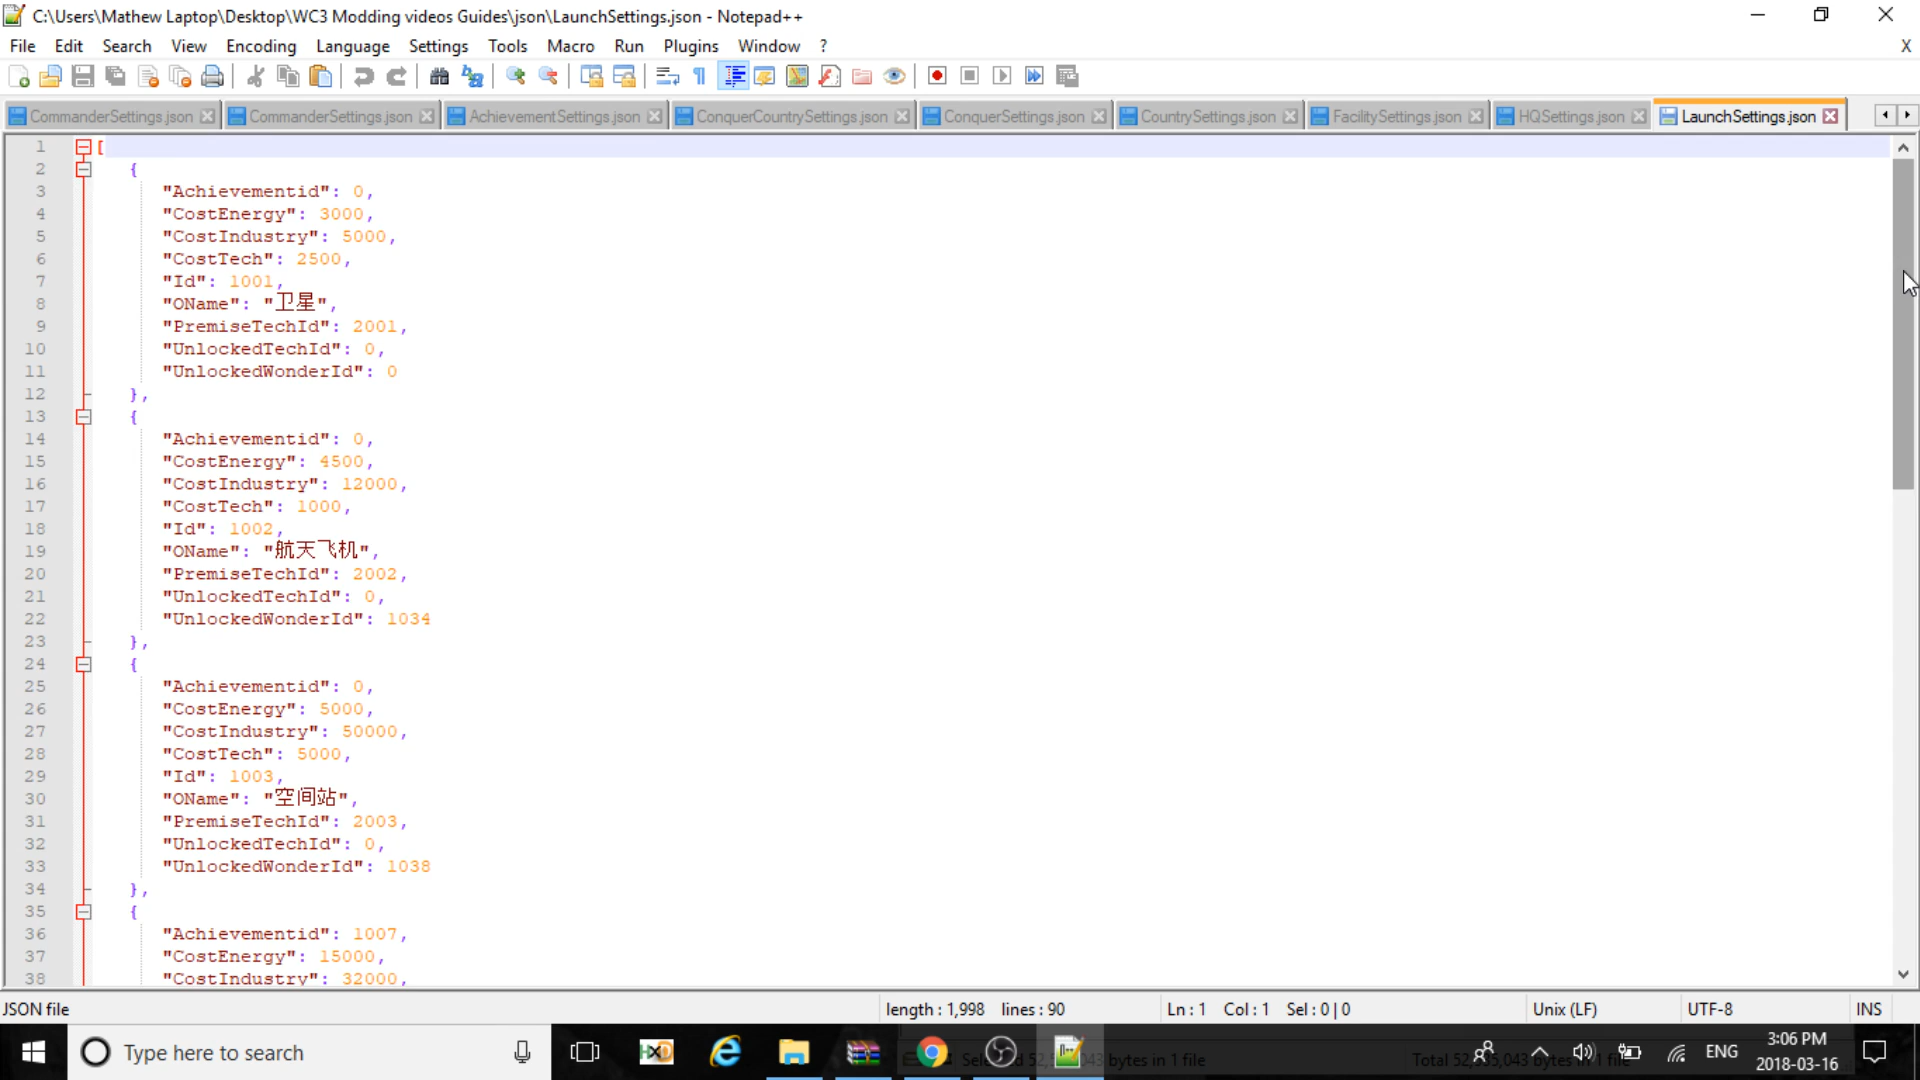 C:\Users\Mathew Laptop\Desktop\WC3 Modding videos Guides\json\LaunchSettings.json - Notepad++
File Edit Search View Encoding Language Settings Tools Macro Run Plugins Window ? X
CommanderSettings.json CommanderSettings.json AchievementSettings.json ConquerCountrySettings.json ConquerSettings.json CountrySettings.json FacilitySettings.json HQSettings.json LaunchSettings.json
1 [
2 {
3 "Achievementid": 0,
4 "CostEnergy": 3000,
5 "CostIndustry": 5000,
6 "CostTech": 2500,
7 "Id": 1001,
8 "OName": "卫星",
9 "PremiseTechId": 2001,
10 "UnlockedTechId": 0,
11 "UnlockedWonderId": 0
12 },
13 {
14 "Achievementid": 0,
15 "CostEnergy": 4500,
16 "CostIndustry": 12000,
17 "CostTech": 1000,
18 "Id": 1002,
19 "OName": "航天飞机",
20 "PremiseTechId": 2002,
21 "UnlockedTechId": 0,
22 "UnlockedWonderId": 1034
23 },
24 {
25 "Achievementid": 0,
26 "CostEnergy": 5000,
27 "CostIndustry": 50000,
28 "CostTech": 5000,
29 "Id": 1003,
30 "OName": "空间站",
31 "PremiseTechId": 2003,
32 "UnlockedTechId": 0,
33 "UnlockedWonderId": 1038
34 },
35 {
36 "Achievementid": 1007,
37 "CostEnergy": 15000,
38 "CostIndustry": 32000,
JSON file length : 1,998 lines : 90 Ln : 1 Col : 1 Sel : 0 | 0 Unix (LF) UTF-8 INS
Type here to search bytes in 1 file Total ENG 3:06 PM
2018-03-16